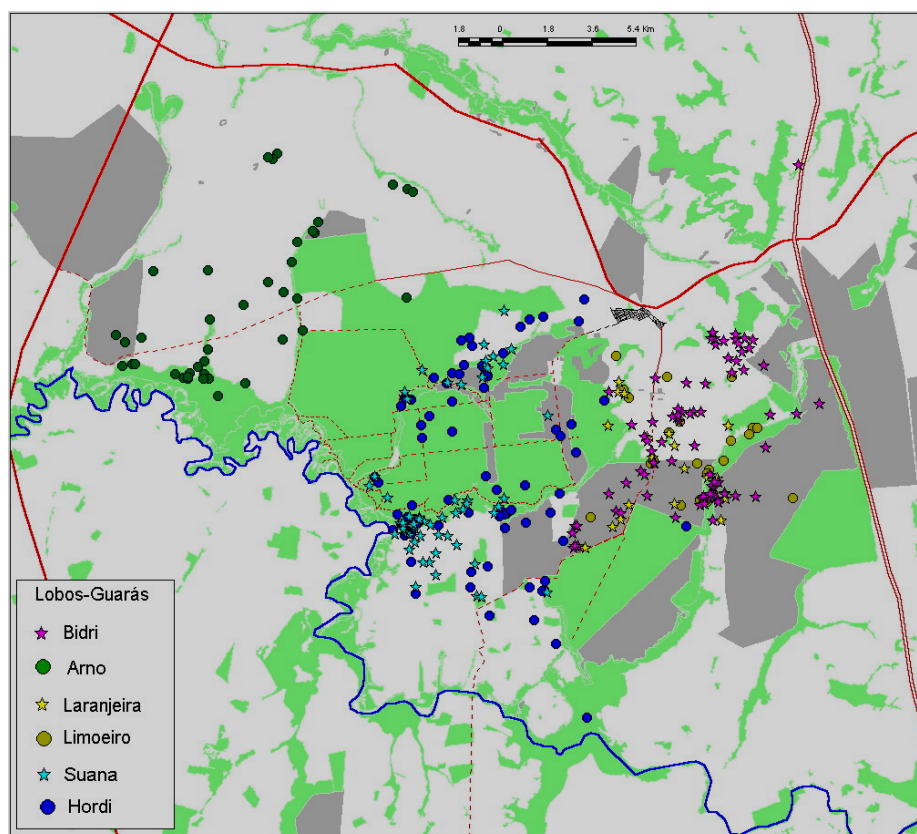 1.8 0 1.8 3.6 5.4 Km
Lobos-Guarás
Bidri
Arno
Laranjeira
Limoeiro
Suana
Hordi